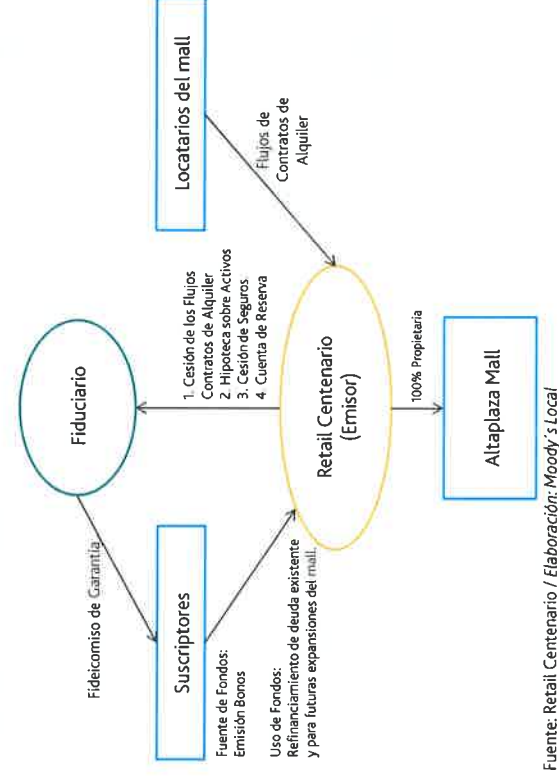 Fiduciario
Locatarios del mall
Fideicomiso de Garantía
1. Cesión de los Flujos
Contratos de Alquiler
2. Hipoteca sobre Activos
3. Cesión de Seguros
4. Cuenta de Reserva
Flujos de
Contratos de
Alquiler
Suscriptores
Fuente de Fondos:
Emisión Bonos
Uso de Fondos:
Refinanciamiento de deuda existente
y para futuras expansiones del mall.
Retail Centenario
(Emisor)
100% Propietaria
Altaplaza Mall
Fuente: Retail Centenario / Elaboración: Moody´s Local